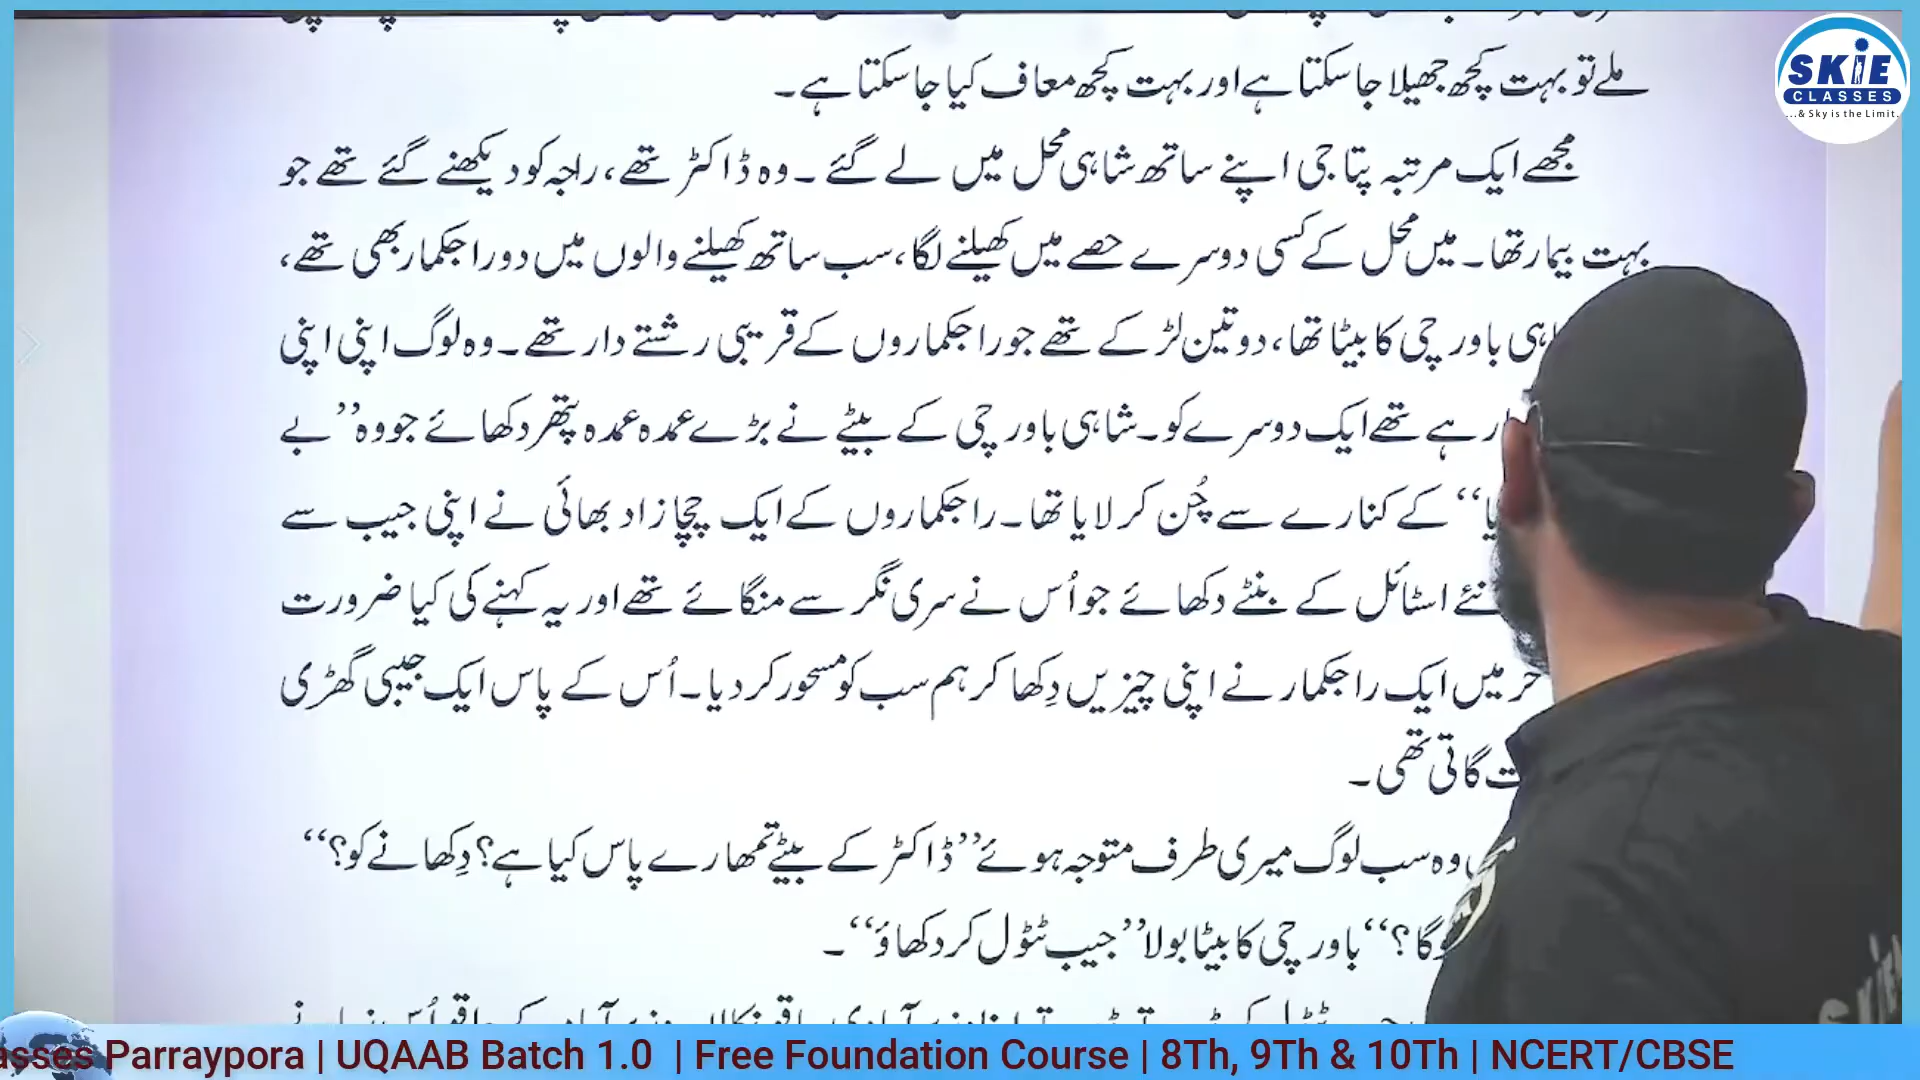 ملے تو بہت کچھ جھیلا جا سکتا ہے اور بہت کچھ معاف کیا جا سکتا ہے۔
مجھے ایک مرتبہ پتا جی اپنے ساتھ شاہی محل میں لے گئے۔ وہ ڈاکٹر تھے، راجہ کو دیکھنے گئے تھے جو
بہت بیمار تھا۔ میں محل کے کسی دوسرے حصے میں کھیلنے لگا، سب ساتھ کھیلنے والوں میں دو راجکمار بھی تھے،
باورچی کا بیٹا تھا، دو تین لڑکے تھے جو راجکماروں کے قریبی رشتے دار تھے۔ وہ لوگ اپنی اپنی
رہے تھے ایک دوسرے کو۔ شاہی باورچی کے بیٹے نے بڑے عمدہ عمدہ پتھر دکھائے جو وہ ’’بے
‘‘ کے کنارے سے چُن کر لایا تھا۔ راجکماروں کے ایک چچا زاد بھائی نے اپنی جیب سے
نئے اسٹائل کے بنٹے دکھائے جو اُس نے سری نگر سے منگائے تھے اور یہ کہنے کی کیا ضرورت
میں ایک راجکمار نے اپنی چیزیں دِکھا کر ہم سب کو مسحور کر دیا۔ اُس کے پاس ایک جیبی گھڑی
گاتی تھی۔
وہ سب لوگ میری طرف متوجہ ہوئے ’’ڈاکٹر کے بیٹے تمھارے پاس کیا ہے؟ دِکھانے کو؟‘‘
گا؟‘‘ باورچی کا بیٹا بولا ’’جیب ٹٹول کر دکھاؤ‘‘۔
SKIE
CLASSES
...& Sky is the Limit.
asses Parraypora | UQAAB Batch 1.0 | Free Foundation Course | 8Th, 9Th & 10Th | NCERT/CBSE